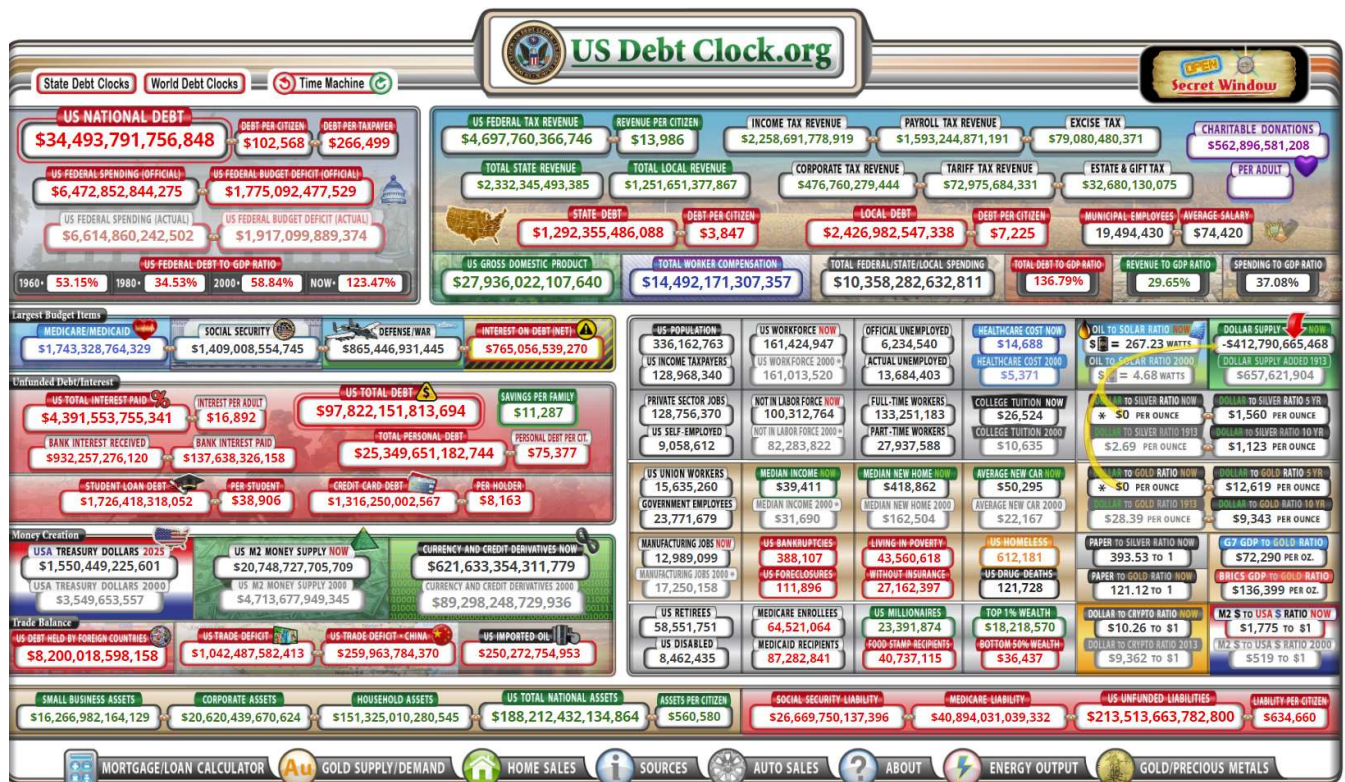 US Debt Clock.org
State Debt Clocks World Debt Clocks Time Machine
OPEN
Secret Window
US NATIONAL DEBT
$34,493,791,756,848
DEBT PER CITIZEN
$102,568
DEBT PER TAXPAYER
$266,499
US FEDERAL SPENDING (OFFICIAL)
$6,472,852,844,275
US FEDERAL BUDGET DEFICIT (OFFICIAL)
$1,775,092,477,529
US FEDERAL SPENDING (ACTUAL)
$6,614,860,242,502
US FEDERAL BUDGET DEFICIT (ACTUAL)
$1,917,099,889,374
US FEDERAL DEBT TO GDP RATIO
1960• 53.15% 1980• 34.53% 2000• 58.84% NOW• 123.47%
US FEDERAL TAX REVENUE
$4,697,760,366,746
REVENUE PER CITIZEN
$13,986
INCOME TAX REVENUE
$2,258,691,778,919
PAYROLL TAX REVENUE
$1,593,244,871,191
EXCISE TAX
$79,080,480,371
CHARITABLE DONATIONS
$562,896,581,208
TOTAL STATE REVENUE
$2,332,345,493,385
TOTAL LOCAL REVENUE
$1,251,651,377,867
CORPORATE TAX REVENUE
$476,760,279,444
TARIFF TAX REVENUE
$72,975,684,331
ESTATE & GIFT TAX
$32,680,130,075
PER ADULT
STATE DEBT
$1,292,355,486,088
DEBT PER CITIZEN
$3,847
LOCAL DEBT
$2,426,982,547,338
DEBT PER CITIZEN
$7,225
MUNICIPAL EMPLOYEES
19,494,430
AVERAGE SALARY
$74,420
US GROSS DOMESTIC PRODUCT
$27,936,022,107,640
TOTAL WORKER COMPENSATION
$14,492,171,307,357
TOTAL FEDERAL/STATE/LOCAL SPENDING
$10,358,282,632,811
TOTAL DEBT TO GDP RATIO
136.79%
REVENUE TO GDP RATIO
29.65%
SPENDING TO GDP RATIO
37.08%
Largest Budget Items
MEDICARE/MEDICAID
$1,743,328,764,329
SOCIAL SECURITY
$1,409,008,554,745
DEFENSE/WAR
$865,446,931,445
INTEREST ON DEBT (NET)
$765,056,539,270
Unfunded Debt/Interest
US TOTAL INTEREST PAID
$4,391,553,755,341
INTEREST PER ADULT
$16,892
US TOTAL DEBT
$97,822,151,813,694
SAVINGS PER FAMILY
$11,287
BANK INTEREST RECEIVED
$932,257,276,120
BANK INTEREST PAID
$137,638,326,158
TOTAL PERSONAL DEBT
$25,349,651,182,744
PERSONAL DEBT PER CIT.
$75,377
STUDENT LOAN DEBT
$1,726,418,318,052
PER STUDENT
$38,906
CREDIT CARD DEBT
$1,316,250,002,567
PER HOLDER
$8,163
Money Creation
USA TREASURY DOLLARS 2025
$1,550,449,225,601
USA TREASURY DOLLARS 2000
$3,549,653,557
US M2 MONEY SUPPLY NOW
$20,748,727,705,709
US M2 MONEY SUPPLY 2000
$4,713,677,949,345
CURRENCY AND CREDIT DERIVATIVES NOW
$621,633,354,311,779
CURRENCY AND CREDIT DERIVATIVES 2000
$89,298,248,729,936
Trade Balance
US DEBT HELD BY FOREIGN COUNTRIES
$8,200,018,598,158
US TRADE DEFICIT
$1,042,487,582,413
US TRADE DEFICIT - CHINA
$259,963,784,370
US IMPORTED OIL
$250,272,754,953
US POPULATION
336,162,763
US WORKFORCE NOW
161,424,947
OFFICIAL UNEMPLOYED
6,234,540
HEALTHCARE COST NOW
$14,688
OIL TO SOLAR RATIO NOW
$ = 267.23 WATTS
DOLLAR SUPPLY NOW
-$412,790,665,468
US INCOME TAXPAYERS
128,968,340
US WORKFORCE 2000
161,013,520
ACTUAL UNEMPLOYED
13,684,403
HEALTHCARE COST 2000
$5,371
OIL TO SOLAR RATIO 2000
$ = 4.68 WATTS
DOLLAR SUPPLY ADDED 1913
$657,621,904
PRIVATE SECTOR JOBS
128,756,370
NOT IN LABOR FORCE NOW
100,312,764
FULL-TIME WORKERS
133,251,183
COLLEGE TUITION NOW
$26,524
DOLLAR TO SILVER RATIO NOW
* $0 PER OUNCE
DOLLAR TO SILVER RATIO 5 YR
$1,560 PER OUNCE
US SELF-EMPLOYED
9,058,612
NOT IN LABOR FORCE 2000
82,283,822
PART-TIME WORKERS
27,937,588
COLLEGE TUITION 2000
$10,635
DOLLAR TO SILVER RATIO 1913
$2.69 PER OUNCE
DOLLAR TO SILVER RATIO 10 YR
$1,123 PER OUNCE
US UNION WORKERS
15,635,260
MEDIAN INCOME NOW
$39,411
MEDIAN NEW HOME NOW
$418,862
AVERAGE NEW CAR NOW
$50,295
DOLLAR TO GOLD RATIO NOW
* $0 PER OUNCE
DOLLAR TO GOLD RATIO 5 YR
$12,619 PER OUNCE
GOVERNMENT EMPLOYEES
23,771,679
MEDIAN INCOME 2000
$31,690
MEDIAN NEW HOME 2000
$162,504
AVERAGE NEW CAR 2000
$22,167
DOLLAR TO GOLD RATIO 1913
$28.39 PER OUNCE
DOLLAR TO GOLD RATIO 10 YR
$9,343 PER OUNCE
MANUFACTURING JOBS NOW
12,989,099
US BANKRUPTCIES
388,107
LIVING IN POVERTY
43,560,618
US HOMELESS
612,181
PAPER TO SILVER RATIO NOW
393.53 TO 1
G7 GDP TO GOLD RATIO
$72,290 PER OZ.
MANUFACTURING JOBS 2000
17,250,158
US FORECLOSURES
111,896
WITHOUT INSURANCE
27,162,397
US DRUG DEATHS
121,728
PAPER TO GOLD RATIO NOW
121.12 TO 1
BRICS GDP TO GOLD RATIO
$136,399 PER OZ.
US RETIREES
58,551,751
MEDICARE ENROLLEES
64,521,064
US MILLIONAIRES
23,391,874
TOP 1% WEALTH
$18,218,570
DOLLAR TO CRYPTO RATIO NOW
$10.26 TO $1
M2 $ TO USA $ RATIO NOW
$1,775 TO $1
US DISABLED
8,462,435
MEDICAID RECIPIENTS
87,282,841
FOOD STAMP RECIPIENTS
40,737,115
BOTTOM 50% WEALTH
$36,437
DOLLAR TO CRYPTO RATIO 2013
$9,362 TO $1
M2 $ TO USA $ RATIO 2000
$519 TO $1
SMALL BUSINESS ASSETS
$16,266,982,164,129
CORPORATE ASSETS
$20,620,439,670,624
HOUSEHOLD ASSETS
$151,325,010,280,545
US TOTAL NATIONAL ASSETS
$188,212,432,134,864
ASSETS PER CITIZEN
$560,580
SOCIAL SECURITY LIABILITY
$26,669,750,137,396
MEDICARE LIABILITY
$40,894,031,039,332
US UNFUNDED LIABILITIES
$213,513,663,782,800
LIABILITY PER CITIZEN
$634,660
MORTGAGE/LOAN CALCULATOR Au GOLD SUPPLY/DEMAND HOME SALES i SOURCES AUTO SALES ? ABOUT ENERGY OUTPUT GOLD/PRECIOUS METALS